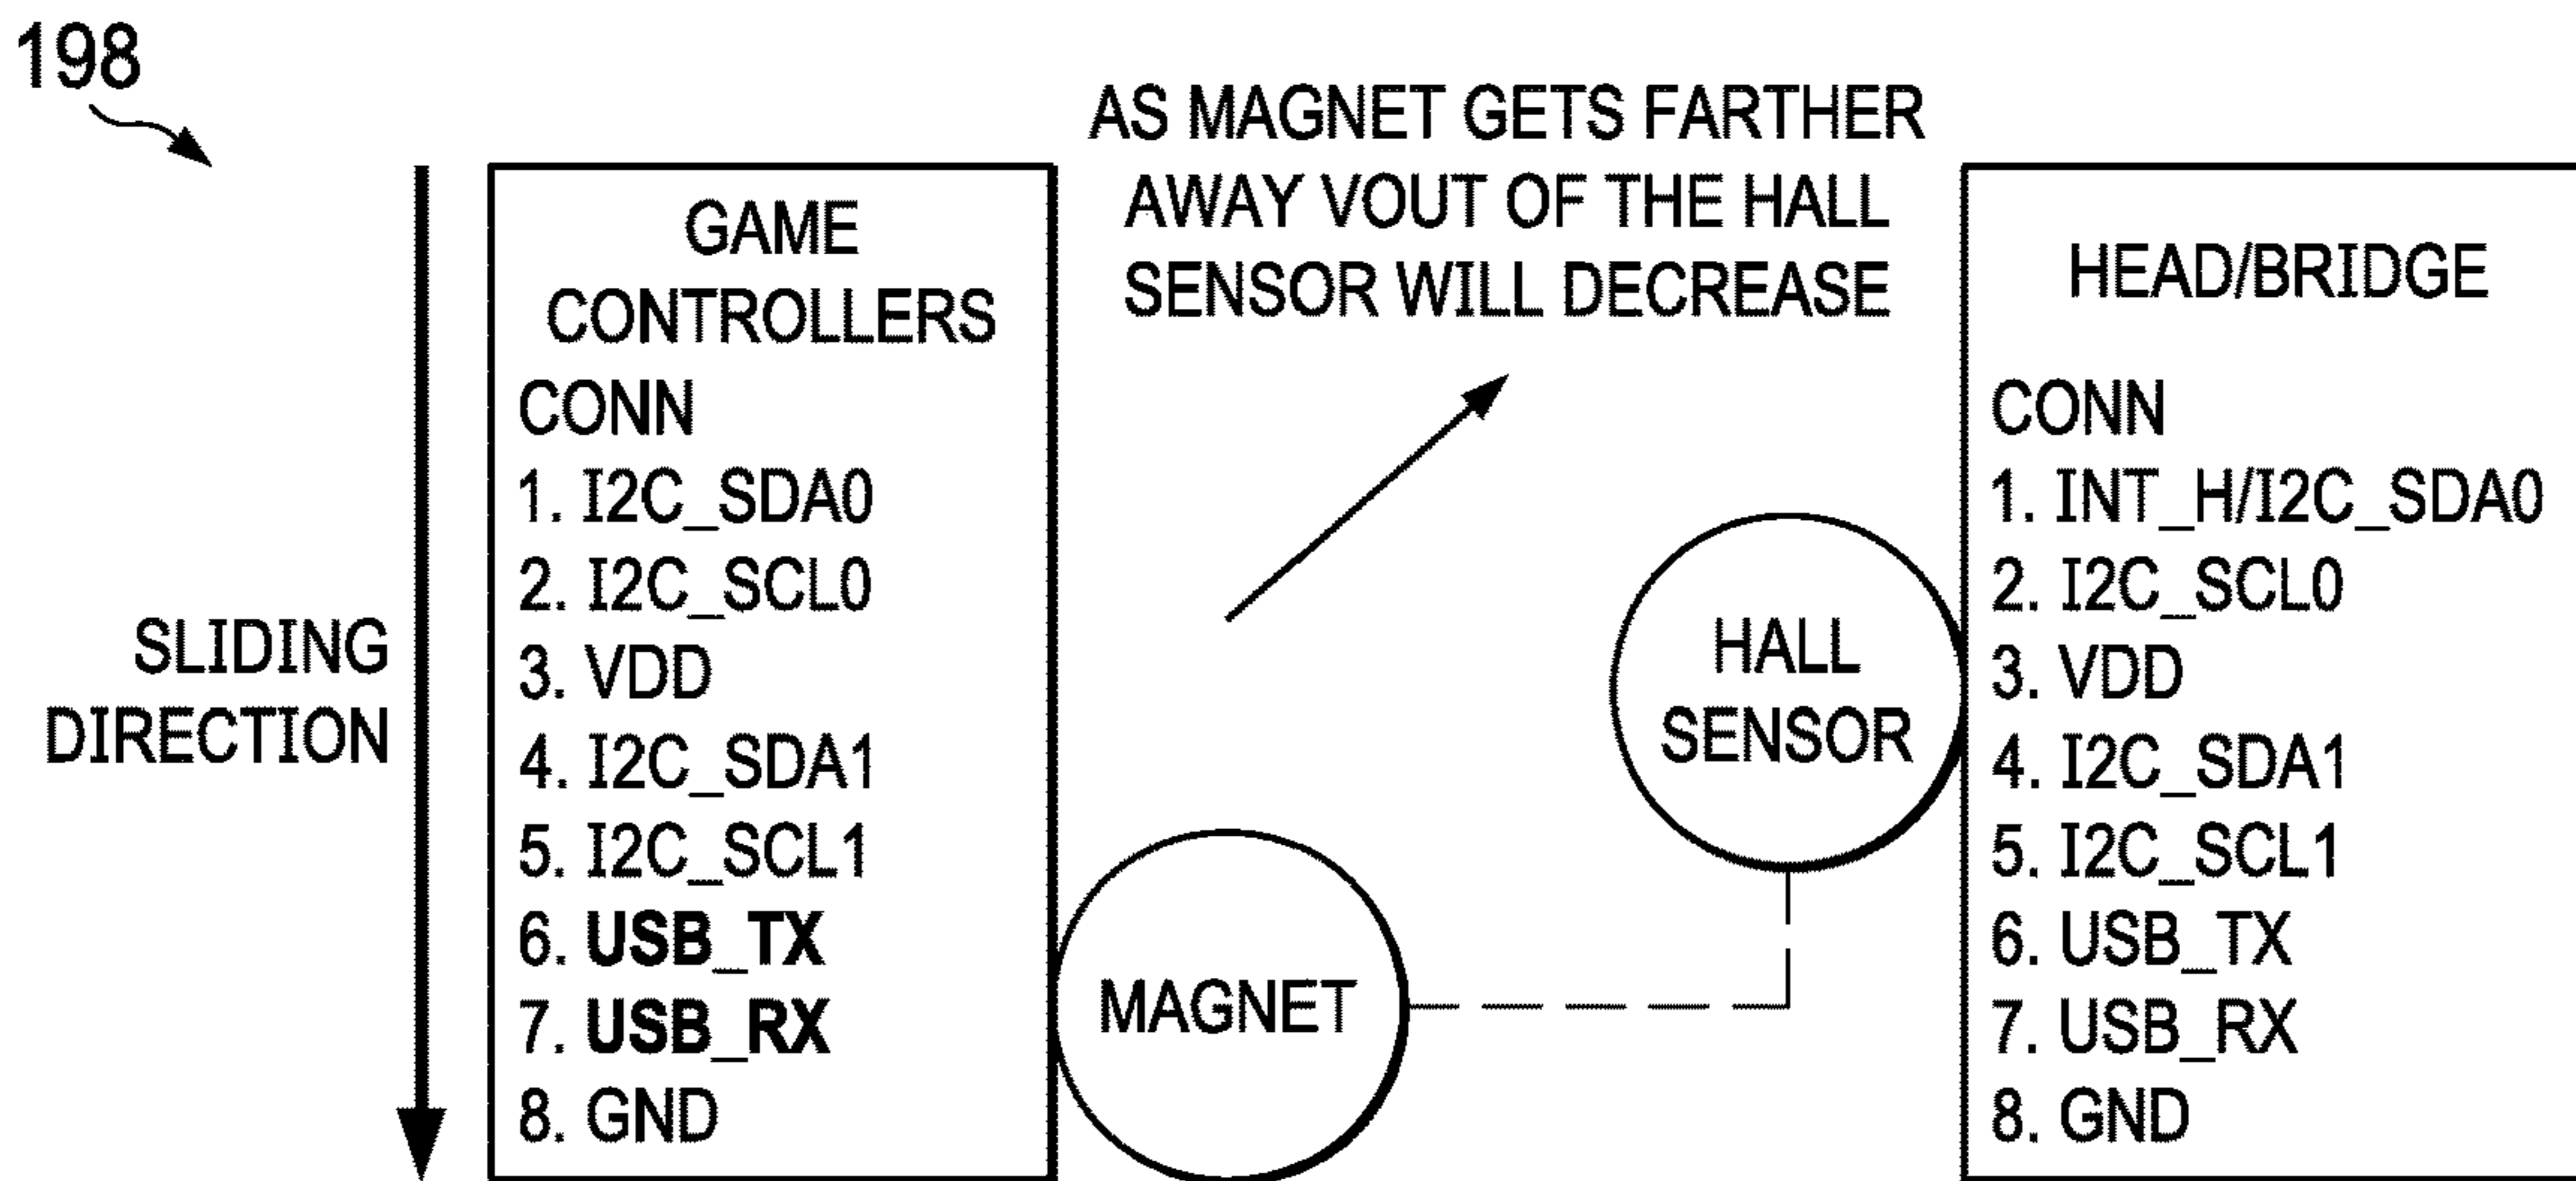 198
SLIDING
DIRECTION
GAME
CONTROLLERS
CONN
1. I2C_SDA0
2. I2C_SCL0
3. VDD
4. I2C_SDA1
5. I2C_SCL1
6. USB_TX
7. USB_RX
8. GND
AS MAGNET GETS FARTHER
AWAY VOUT OF THE HALL
SENSOR WILL DECREASE
MAGNET
HALL
SENSOR
HEAD/BRIDGE
CONN
1. INT_H/I2C_SDA0
2. I2C_SCL0
3. VDD
4. I2C_SDA1
5. I2C_SCL1
6. USB_TX
7. USB_RX
8. GND